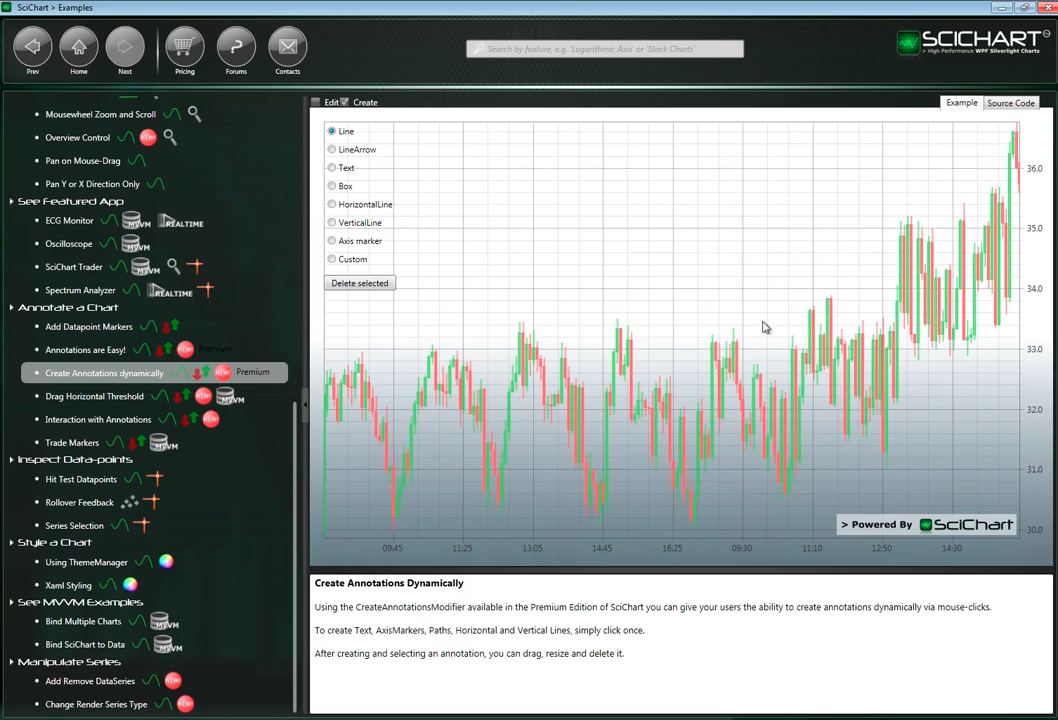 SciChart > Examples
Prev
Home
Next
Pricing
Forums
Contacts
Search by feature, e.g. 'Logarithmic Axis' or 'Stock Charts'
SCICHART
> High Performance WPF Silverlight Charts
Mousewheel Zoom and Scroll
Overview Control NEW!
Pan on Mouse-Drag
Pan Y or X Direction Only
See Featured App
ECG Monitor MVVM REALTIME
Oscilloscope MVVM
SciChart Trader MVVM
Spectrum Analyzer REALTIME
Annotate a Chart
Add Datapoint Markers
Annotations are Easy! NEW! Premium
Create Annotations dynamically NEW! Premium
Drag Horizontal Threshold NEW! MVVM
Interaction with Annotations NEW!
Trade Markers MVVM
Inspect Data-points
Hit Test Datapoints
Rollover Feedback
Series Selection
Style a Chart
Using ThemeManager
Xaml Styling
See MVVM Examples
Bind Multiple Charts MVVM
Bind SciChart to Data MVVM
Manipulate Series
Add Remove DataSeries NEW!
Change Render Series Type NEW!
Edit Create
Example Source Code
Line
LineArrow
Text
Box
HorizontalLine
VerticalLine
Axis marker
Custom
Delete selected
36.0
35.0
34.0
33.0
32.0
31.0
30.0
> Powered By SciChart
09:45 11:25 13:05 14:45 16:25 09:30 11:10 12:50 14:30
Create Annotations Dynamically
Using the CreateAnnotationsModifier available in the Premium Edition of SciChart you can give your users the ability to create annotations dynamically via mouse-clicks.
To create Text, AxisMarkers, Paths, Horizontal and Vertical Lines, simply click once.
After creating and selecting an annotation, you can drag, resize and delete it.